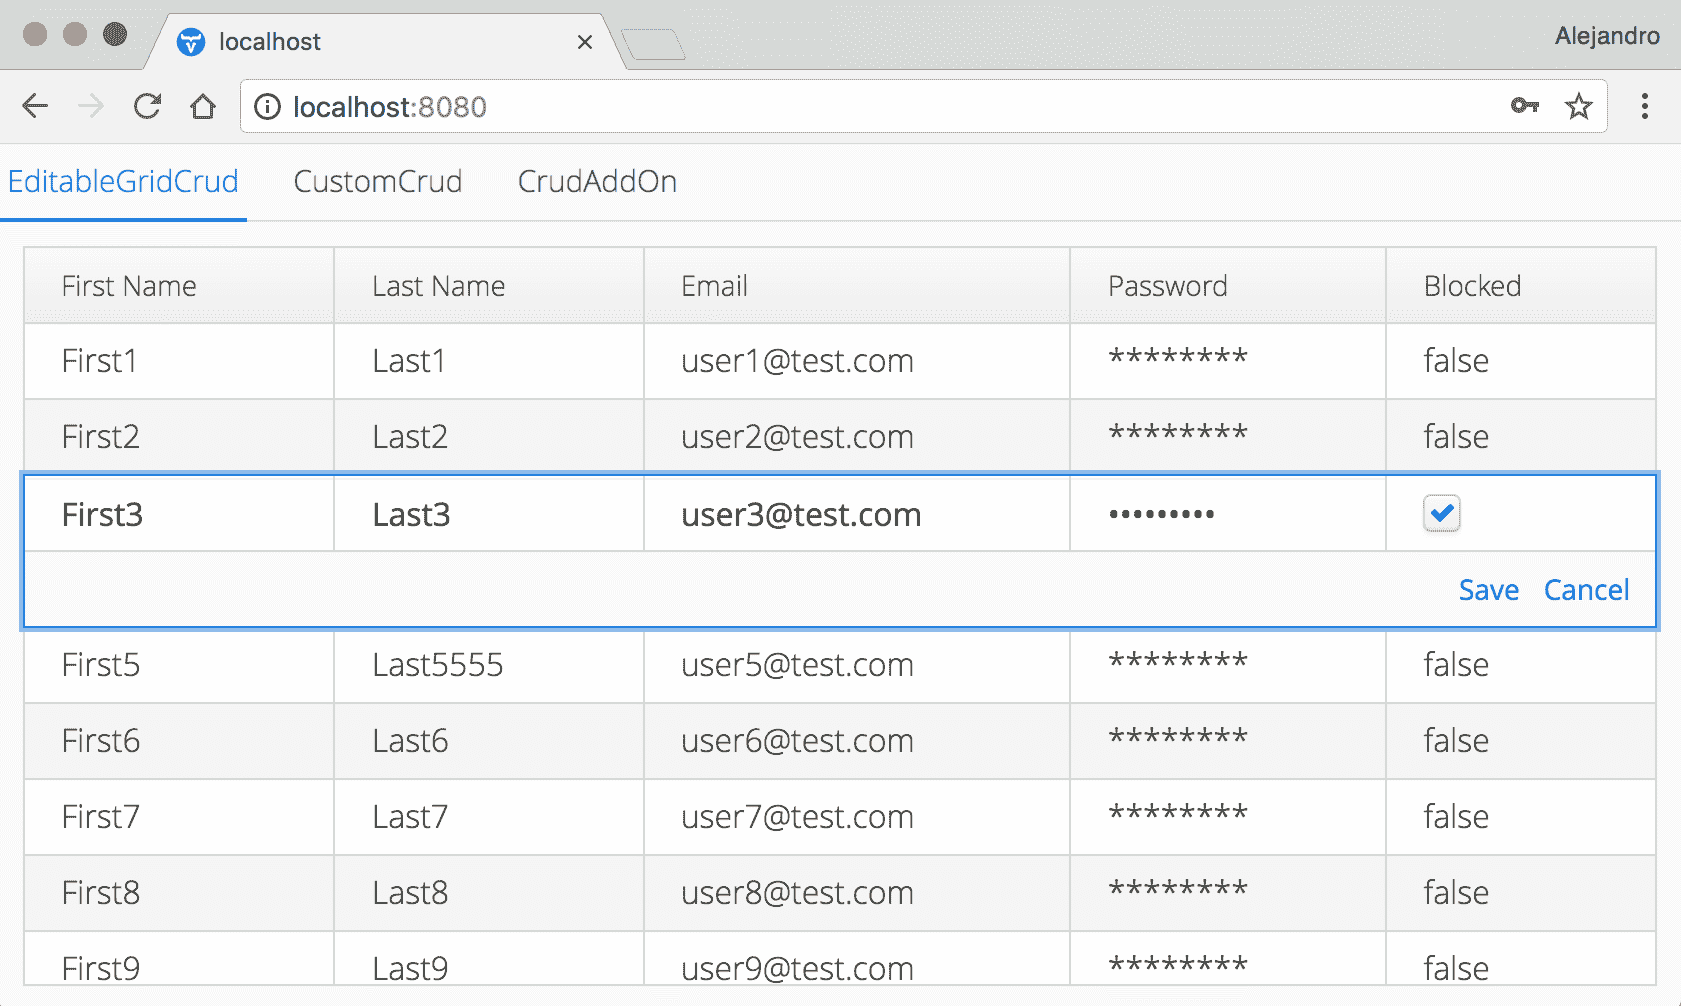 localhost
Alejandro
localhost:8080
EditableGridCrud CustomCrud CrudAddOn
First Name Last Name Email Password Blocked
First1 Last1 user1@test.com ******** false
First2 Last2 user2@test.com ******** false
First3 Last3 user3@test.com •••••••••
Save Cancel
First5 Last5555 user5@test.com ******** false
First6 Last6 user6@test.com ******** false
First7 Last7 user7@test.com ******** false
First8 Last8 user8@test.com ******** false
First9 Last9 user9@test.com ******** false